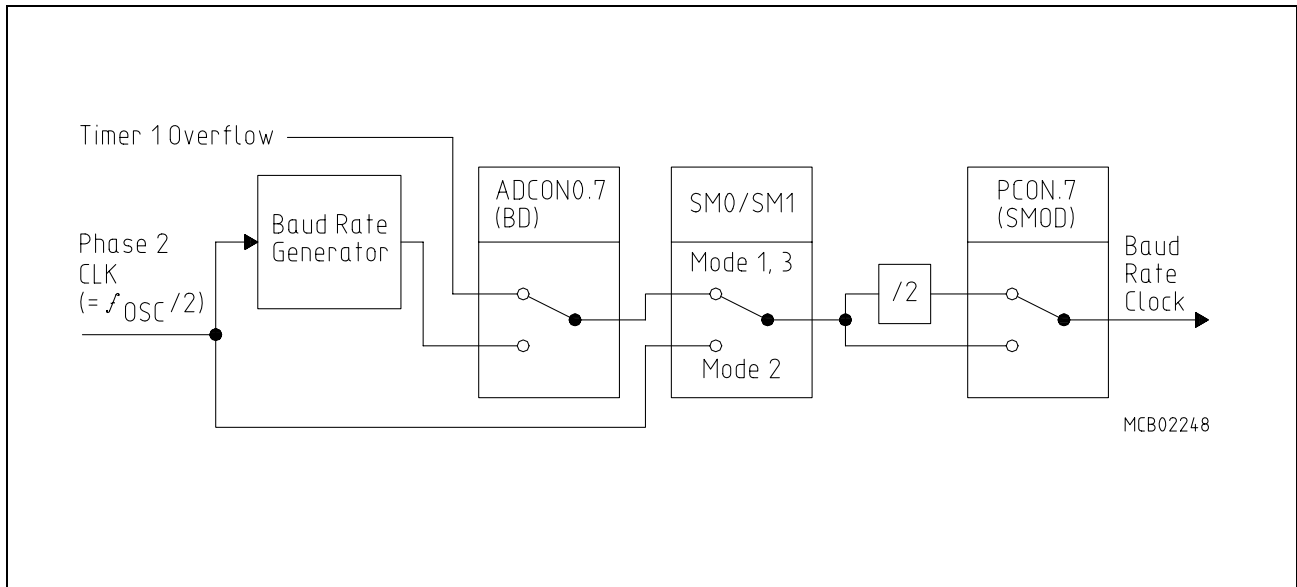 Timer 1 Overflow
Phase 2
CLK
(= fOSC /2)
Baud Rate
Generator
ADCON0.7
(BD)
SM0/SM1
Mode 1, 3
Mode 2
/2
PCON.7
(SMOD)
Baud
Rate
Clock
MCB02248